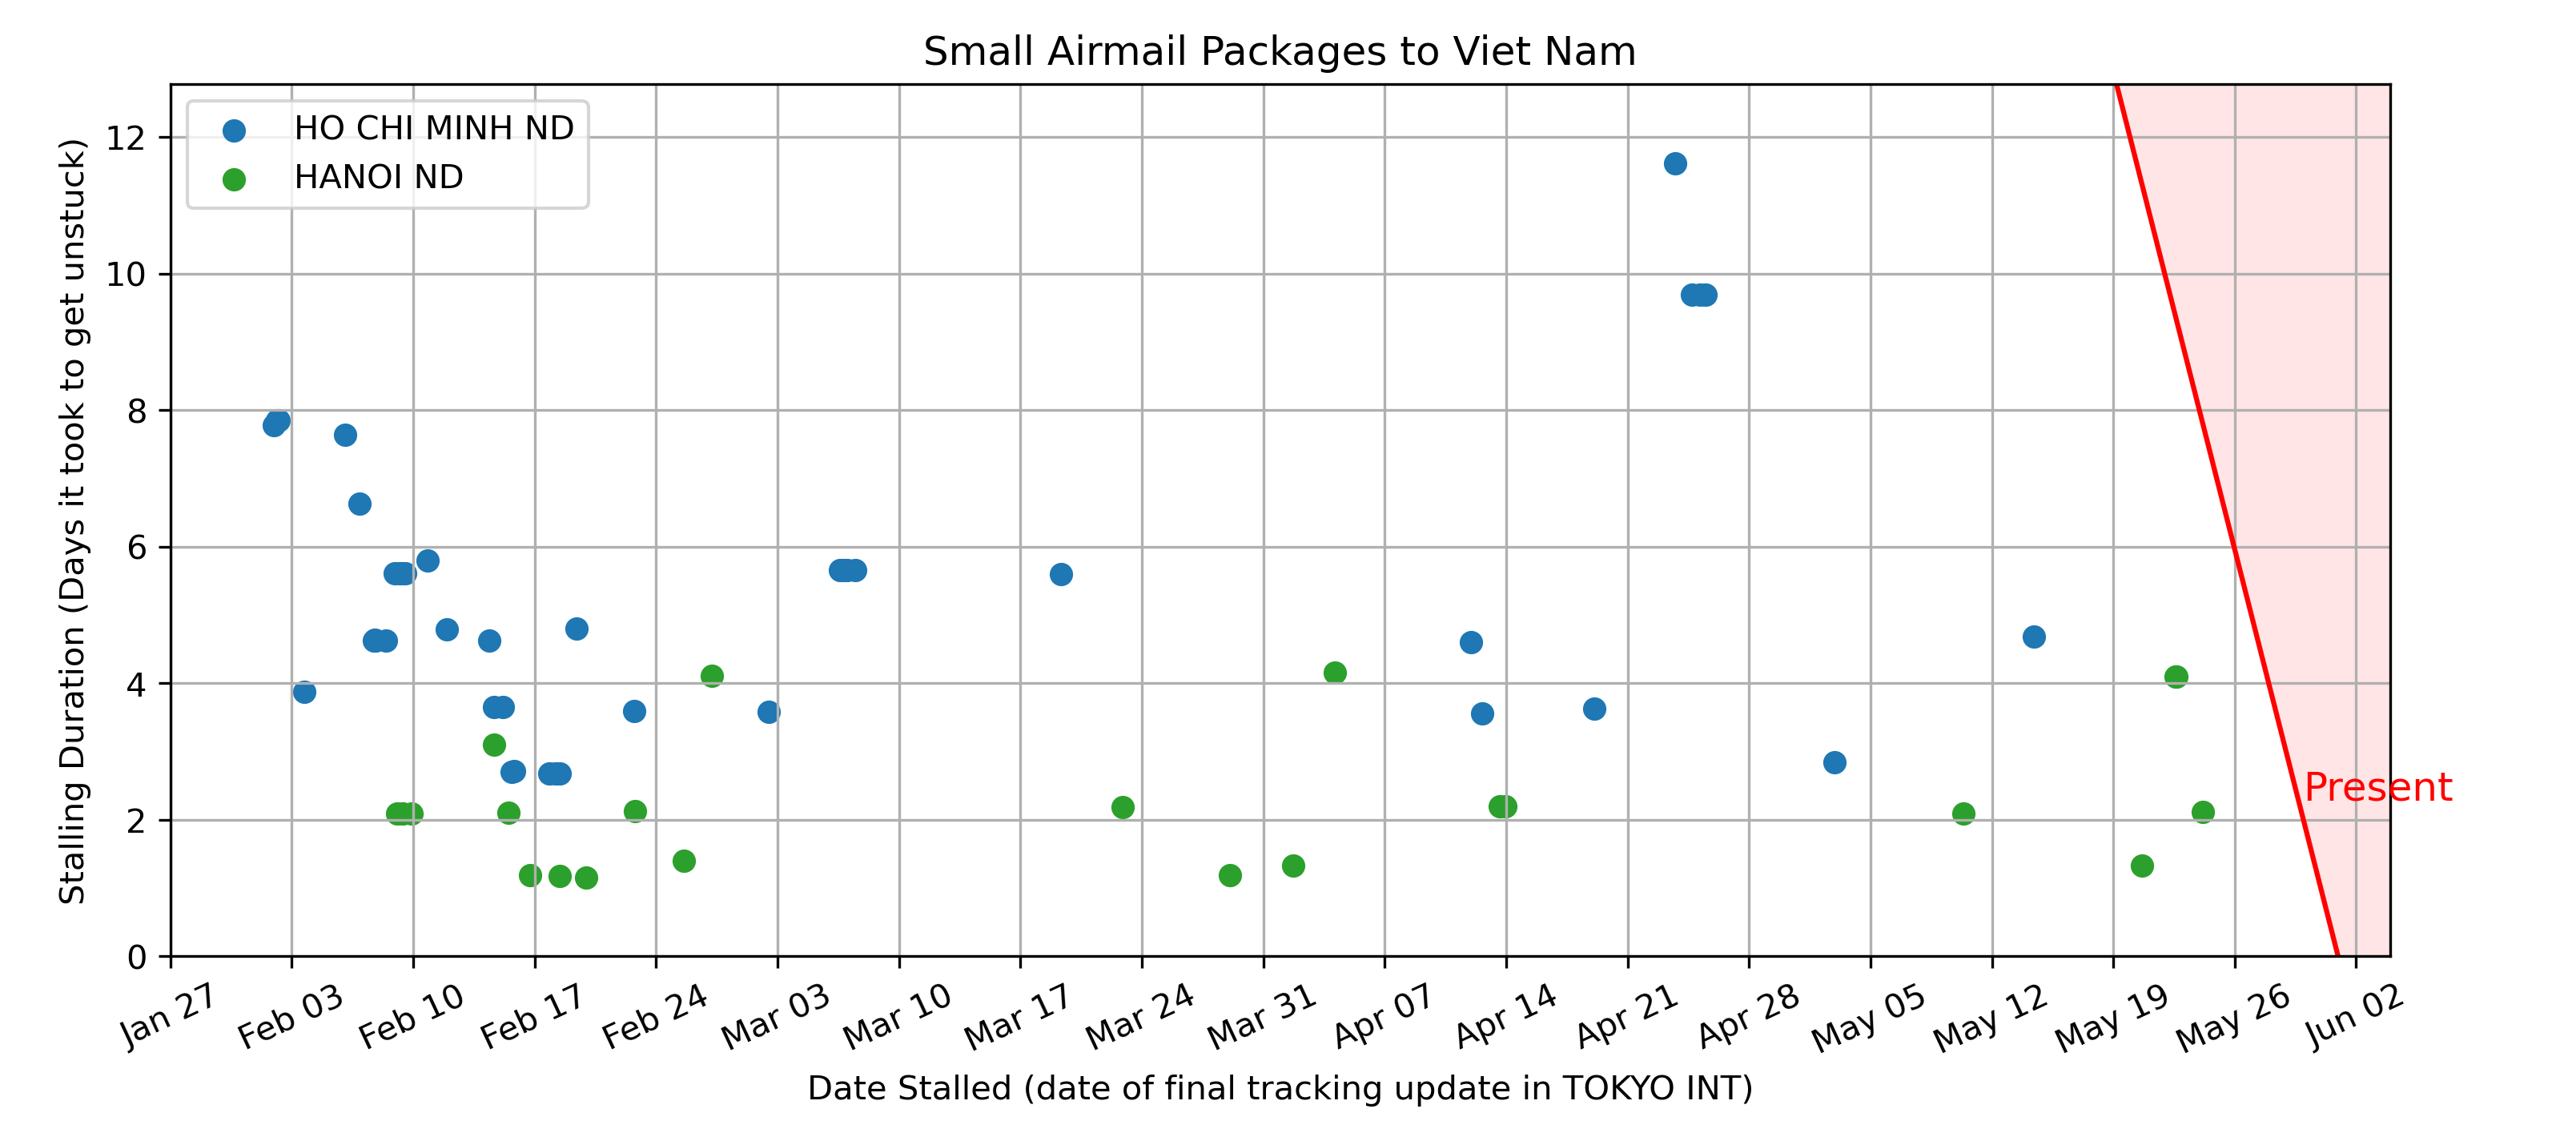 Small Airmail Packages to Viet Nam
HO CHI MINH ND
HANOI ND
Stalling Duration (Days it took to get unstuck)
12
10
8
6
4
2
0
Present
Jan 27
Feb 03
Feb 10
Feb 17
Feb 24
Mar 03
Mar 10
Mar 17
Mar 24
Mar 31
Apr 07
Apr 14
Apr 21
Apr 28
May 05
May 12
May 19
May 26
Jun 02
Date Stalled (date of final tracking update in TOKYO INT)